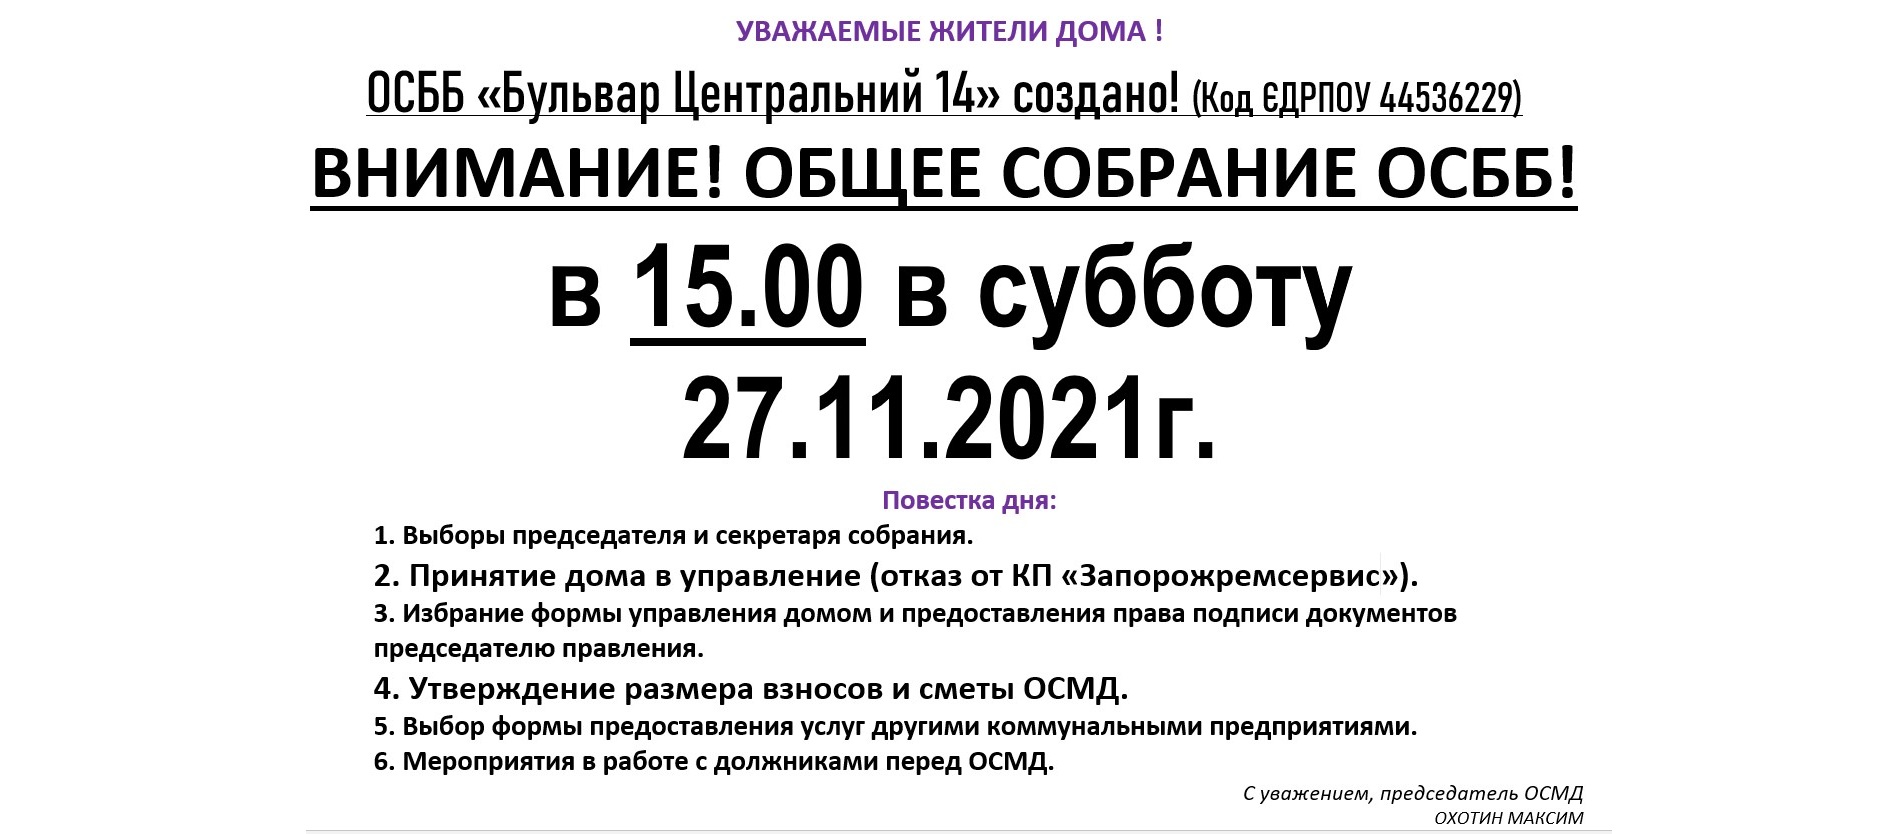 УВАЖАЕМЫЕ ЖИТЕЛИ ДОМА !
ОСББ «Бульвар Центральний 14» создано! (Код ЄДРПОУ 44536229)
ВНИМАНИЕ! ОБЩЕЕ СОБРАНИЕ ОСББ!
в 15.00 в субботу
27.11.2021г.
Повестка дня:
1. Выборы председателя и секретаря собрания.
2. Принятие дома в управление (отказ от КП «Запорожремсервис»).
3. Избрание формы управления домом и предоставления права подписи документов
председателю правления.
4. Утверждение размера взносов и сметы ОСМД.
5. Выбор формы предоставления услуг другими коммунальными предприятиями.
6. Мероприятия в работе с должниками перед ОСМД.
С уважением, председатель ОСМД
ОХОТИН МАКСИМ